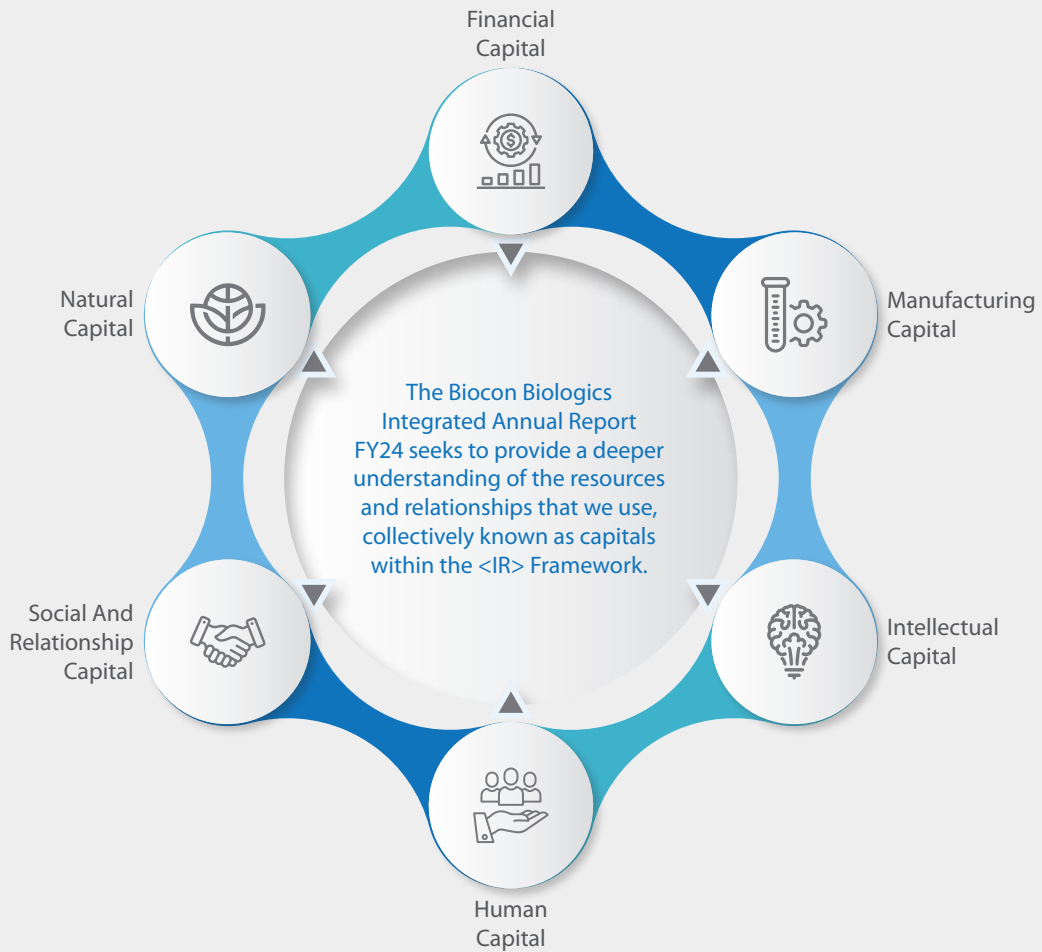 Financial
Capital
Natural
Capital
Manufacturing
Capital
The Biocon Biologics
Integrated Annual Report
FY24 seeks to provide a deeper
understanding of the resources
and relationships that we use,
collectively known as capitals
within the <IR> Framework.
Social And
Relationship
Capital
Intellectual
Capital
Human
Capital
$